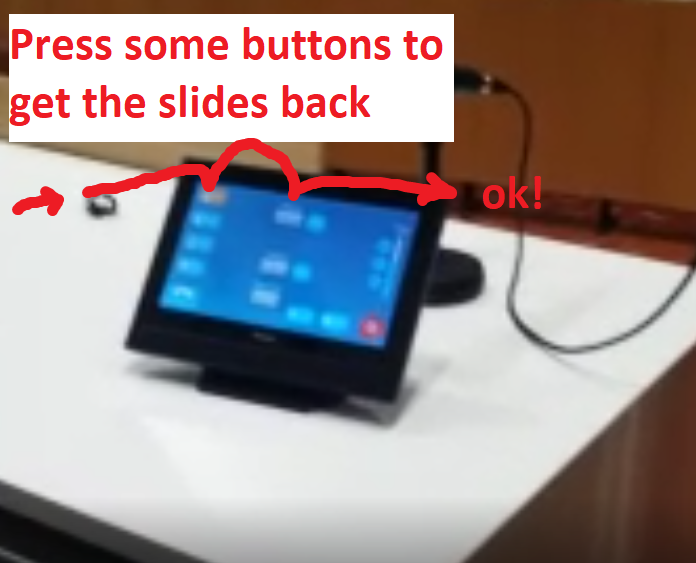 Press some buttons to
get the slides back
ok!